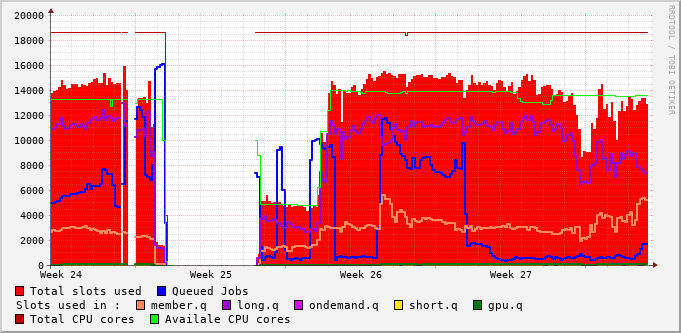 20000
18000
16000
14000
12000
10000
8000
6000
4000
2000
0
Week 24 Week 25 Week 26 Week 27
Total slots used Queued Jobs
Slots used in : member.q long.q ondemand.q short.q gpu.q
Total CPU cores Availale CPU cores
RRDTOOL / TOBI OETIKER